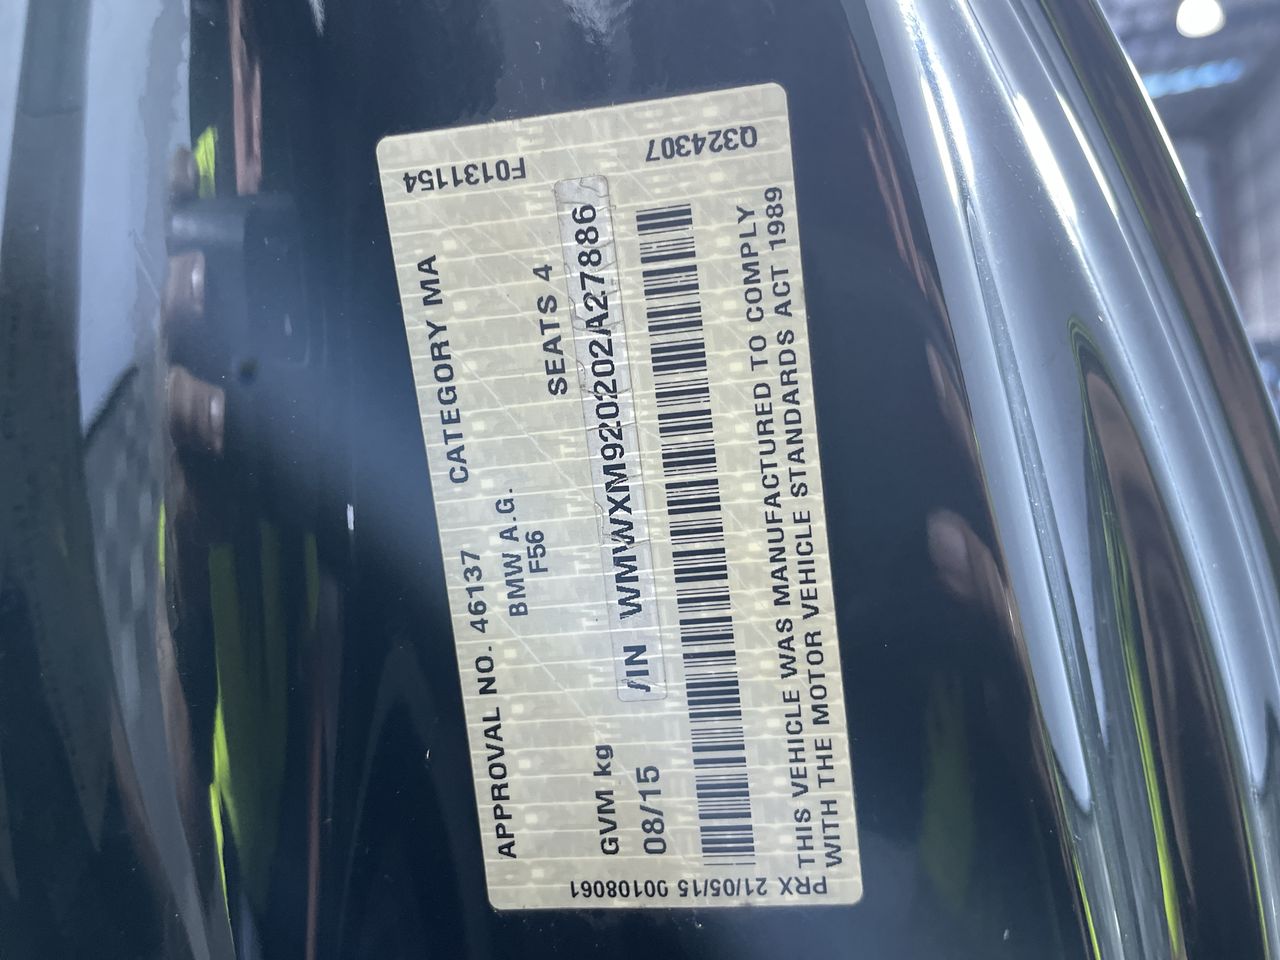 F0131154
Q324307
APPROVAL NO. 46137 CATEGORY MA
BMW A.G.
F56
SEATS 4
GVM kg
08/15
VIN WMWXM920202A27886
THIS VEHICLE WAS MANUFACTURED TO COMPLY
WITH THE MOTOR VEHICLE STANDARDS ACT 1989
PRX 21/05/15 00108061